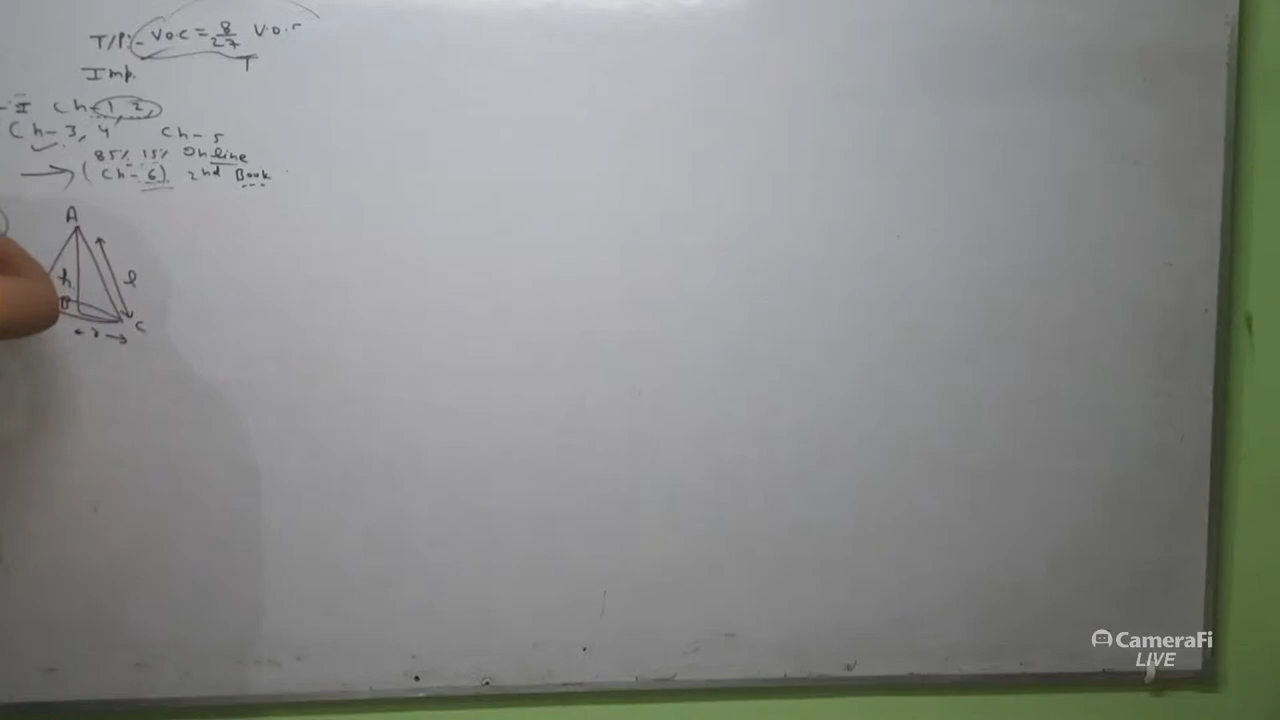 T/P:- V.O.C = 8/27 V.O.
T
Imp.
- I Ch- 1, 2,
Ch- 3, 4 Ch- 5
85% 15% Online
→ (Ch- 6) 2nd Book
A
h l
B
← r → C
CameraFi
LIVE